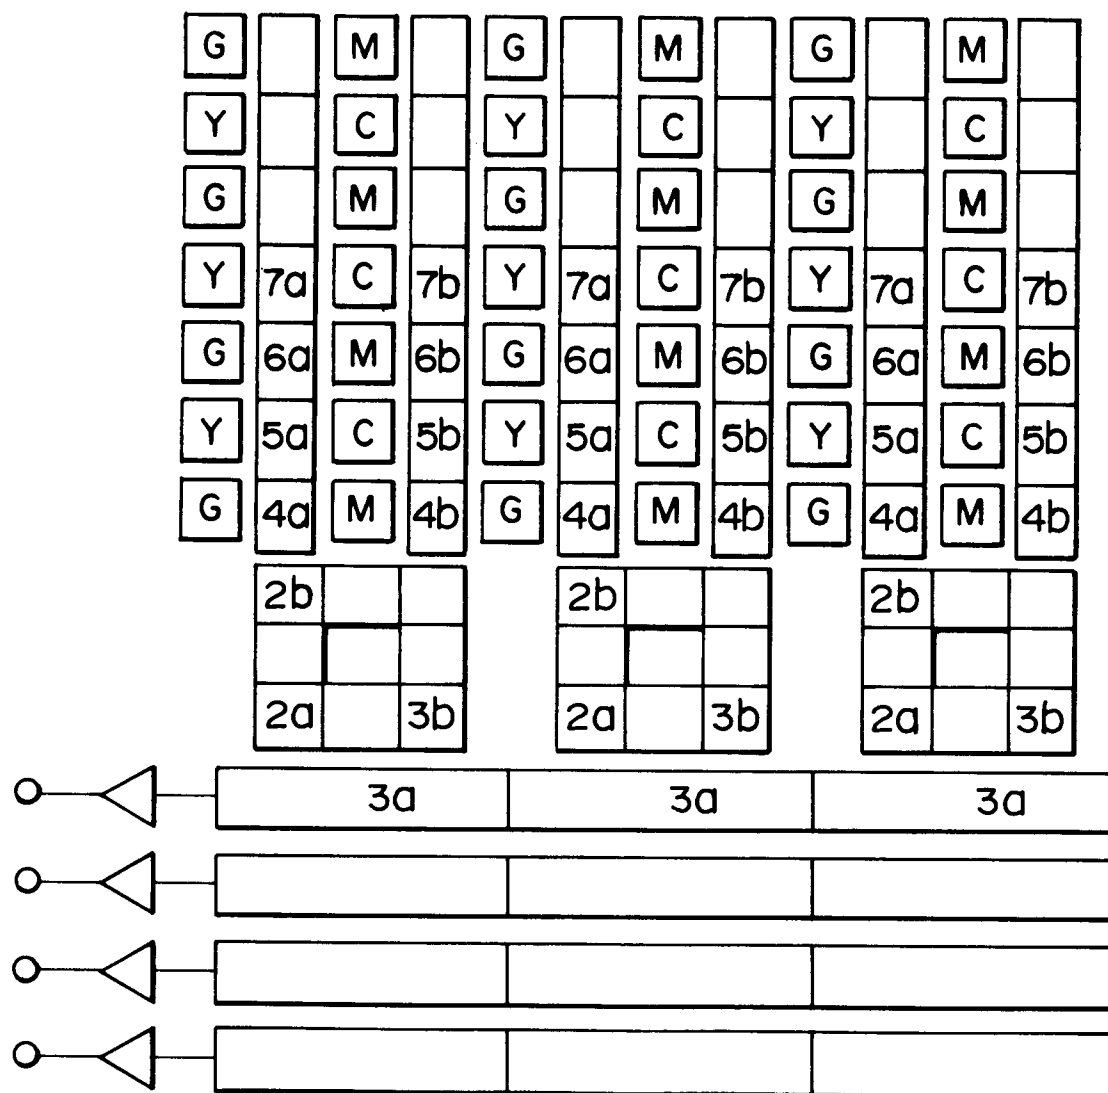 G M G M G M
Y C Y C Y C
G M G M G M
Y 7a C 7b Y 7a C 7b Y 7a C 7b
G 6a M 6b G 6a M 6b G 6a M 6b
Y 5a C 5b Y 5a C 5b Y 5a C 5b
G 4a M 4b G 4a M 4b G 4a M 4b
2b 2b 2b
2a 3b 2a 3b 2a 3b
3a 3a 3a